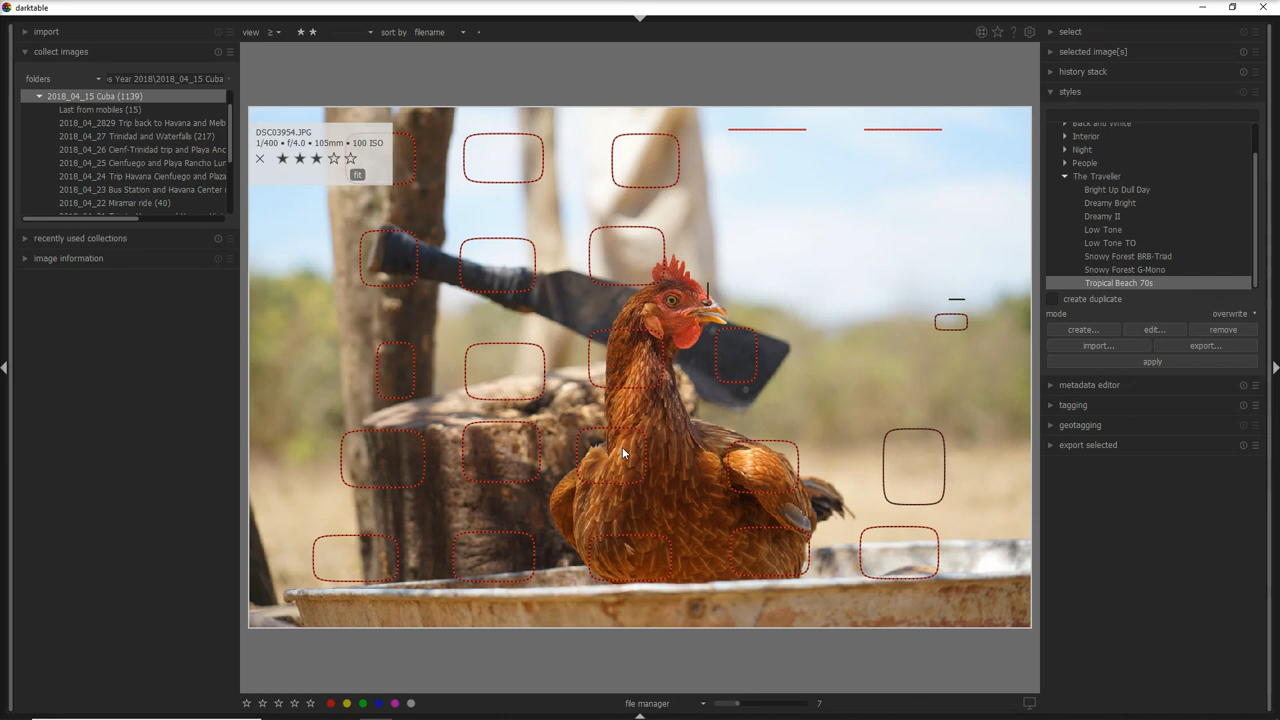 darktable
import
collect images
folders
s Year 2018\2018_04_15 Cuba
2018_04_15 Cuba (1139)
Last from mobiles (15)
2018_04_2829 Trip back to Havana and Melb
2018_04_27 Trinidad and Waterfalls (217)
2018_04_26 Cienf-Trinidad trip and Playa Anc
2018_04_25 Cienfuego and Playa Rancho Lun
2018_04_24 Trip Havana Cienfuego and Plaza
2018_04_23 Bus Station and Havana Center (
2018_04_22 Miramar ride (40)
recently used collections
image information
view ≥ ★ ★ sort by filename
DSC03954.JPG
1/400 • f/4.0 • 105mm • 100 ISO
fit
file manager 7
select
selected image[s]
history stack
styles
Black and White
Interior
Night
People
The Traveller
Bright Up Dull Day
Dreamy Bright
Dreamy II
Low Tone
Low Tone TO
Snowy Forest BRB-Triad
Snowy Forest G-Mono
Tropical Beach 70s
create duplicate
mode overwrite
create... edit... remove
import... export...
apply
metadata editor
tagging
geotagging
export selected